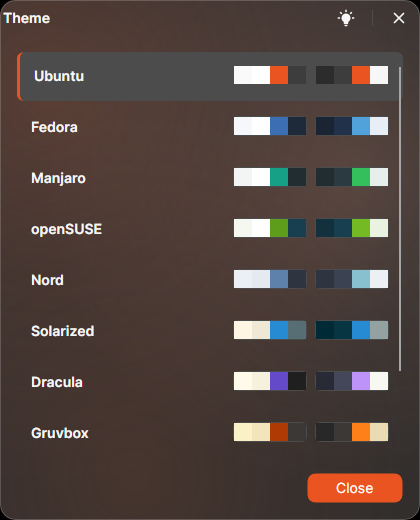 Theme
Ubuntu
Fedora
Manjaro
openSUSE
Nord
Solarized
Dracula
Gruvbox
Close